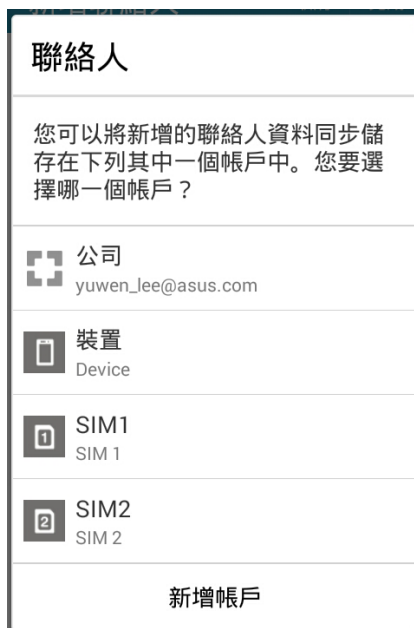 聯絡人
您可以將新增的聯絡人資料同步儲
存在下列其中一個帳戶中。您要選
擇哪一個帳戶？
公司
yuwen_lee@asus.com
裝置
Device
1
SIM1
SIM 1
2
SIM2
SIM 2
新增帳戶